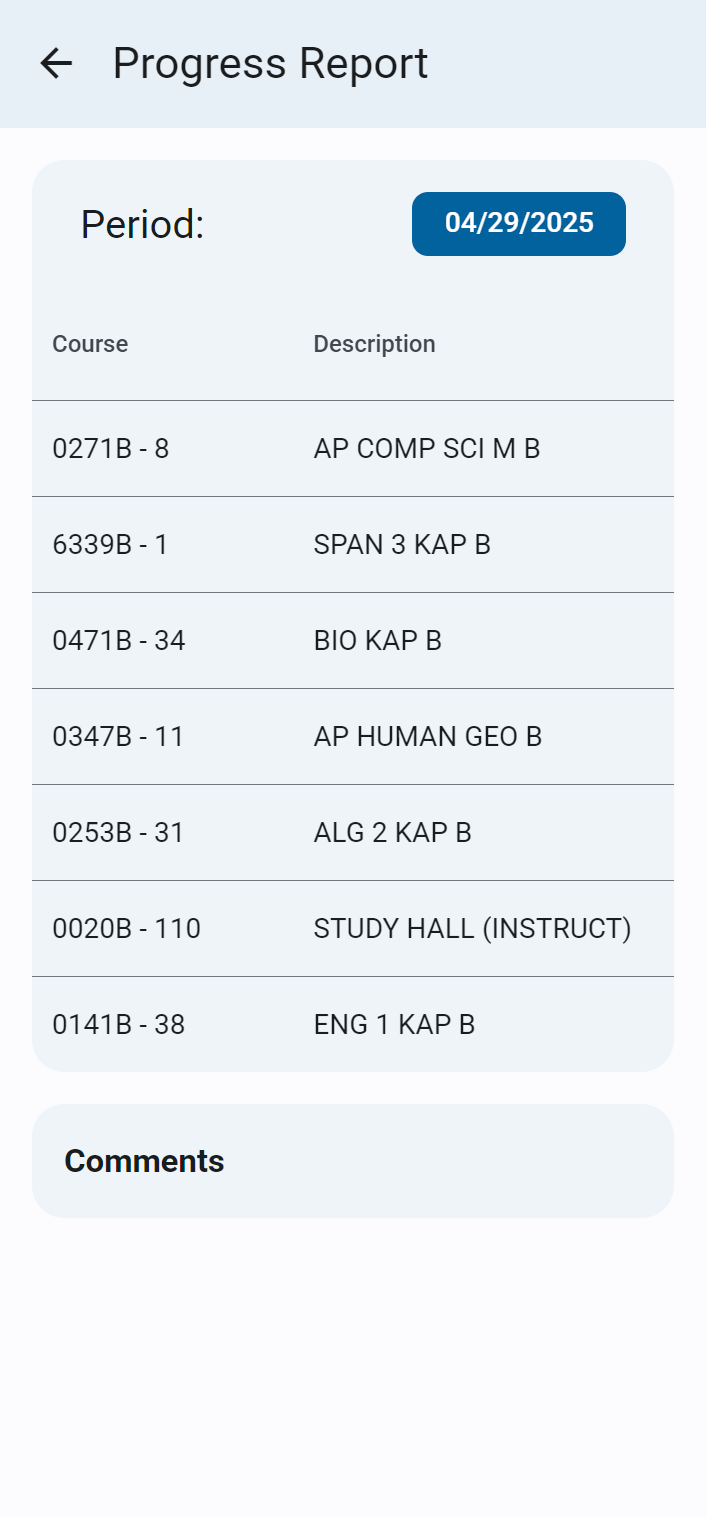 Progress Report
Period: 04/29/2025
Course Description
0271B - 8 AP COMP SCI M B
6339B - 1 SPAN 3 KAP B
0471B - 34 BIO KAP B
0347B - 11 AP HUMAN GEO B
0253B - 31 ALG 2 KAP B
0020B - 110 STUDY HALL (INSTRUCT)
0141B - 38 ENG 1 KAP B
Comments